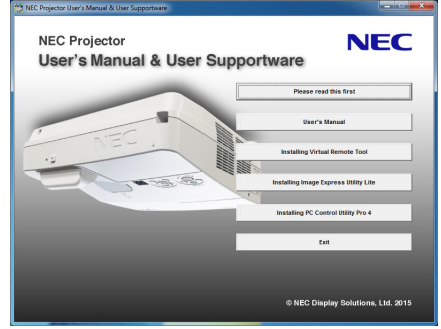 NEC Projector User's Manual & User Supportware
NEC Projector
NEC
User's Manual & User Supportware
Please read this first
User's Manual
NEC
Installing Virtual Remote Tool
Installing Image Express Utility Lite
Installing PC Control Utility Pro 4
Exit
© NEC Display Solutions, Ltd. 2015